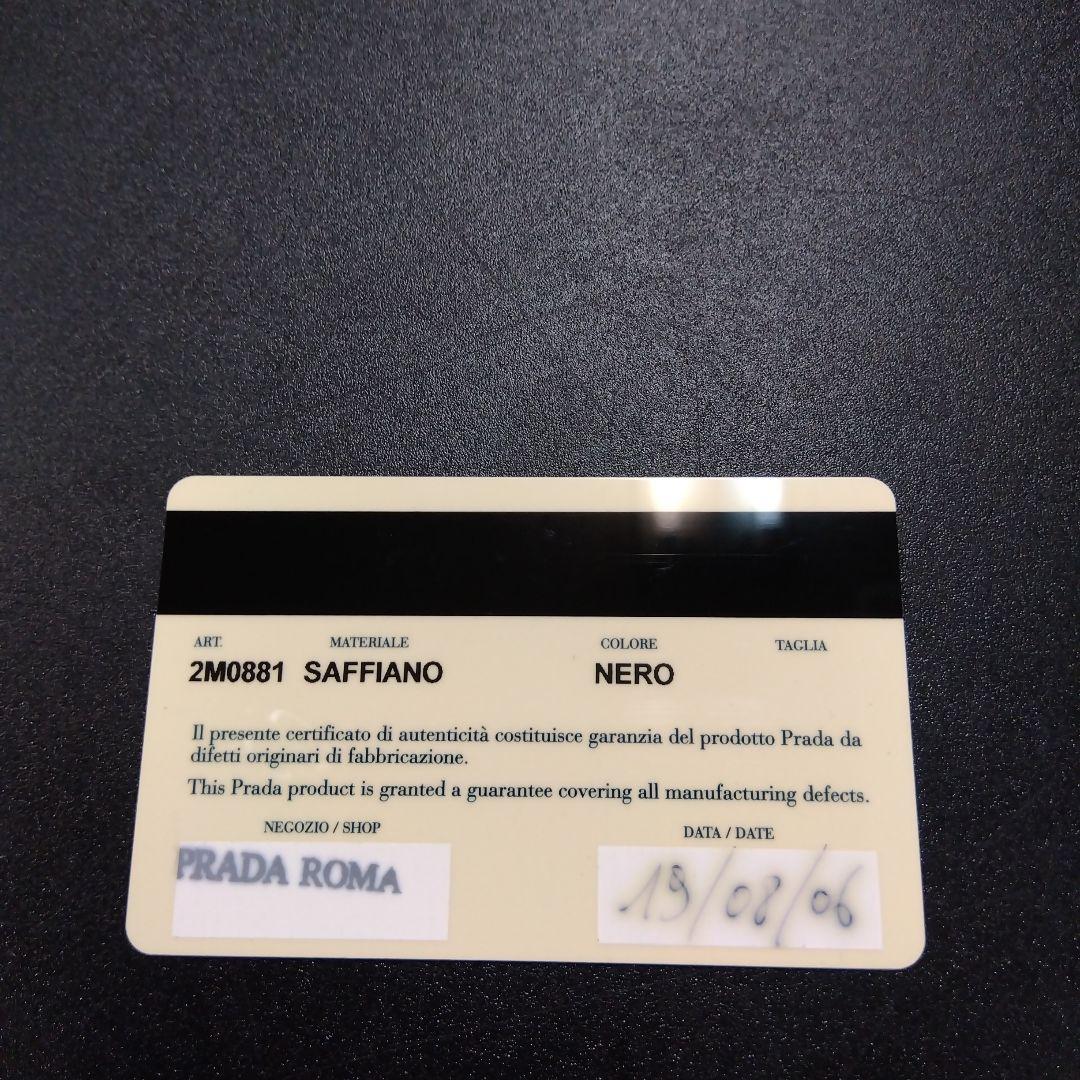 ART. MATERIALE COLORE TAGLIA
2M0881 SAFFIANO NERO
Il presente certificato di autenticità costituisce garanzia del prodotto Prada da
difetti originari di fabbricazione.
This Prada product is granted a guarantee covering all manufacturing defects.
NEGOZIO / SHOP DATA / DATE
PRADA ROMA 19/08/06